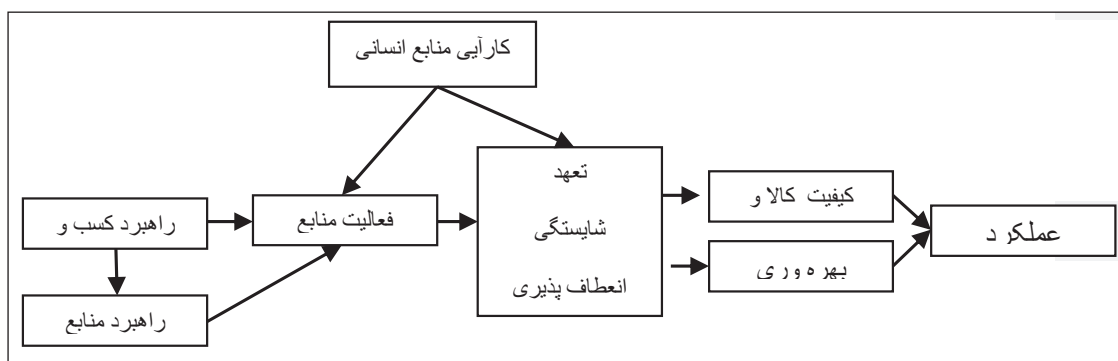 کارآیی منابع انسانی
تعهد
شایستگی
انعطاف پذیری
راهبرد کسب و
راهبرد منابع
فعالیت منابع
کیفیت کالا و
بهره وری
عملکرد